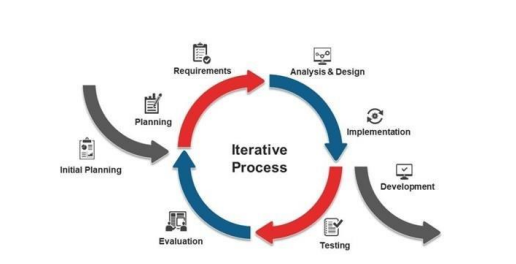 Requirements
Analysis & Design
Planning
Implementation
Iterative
Process
Initial Planning
Development
Evaluation
Testing